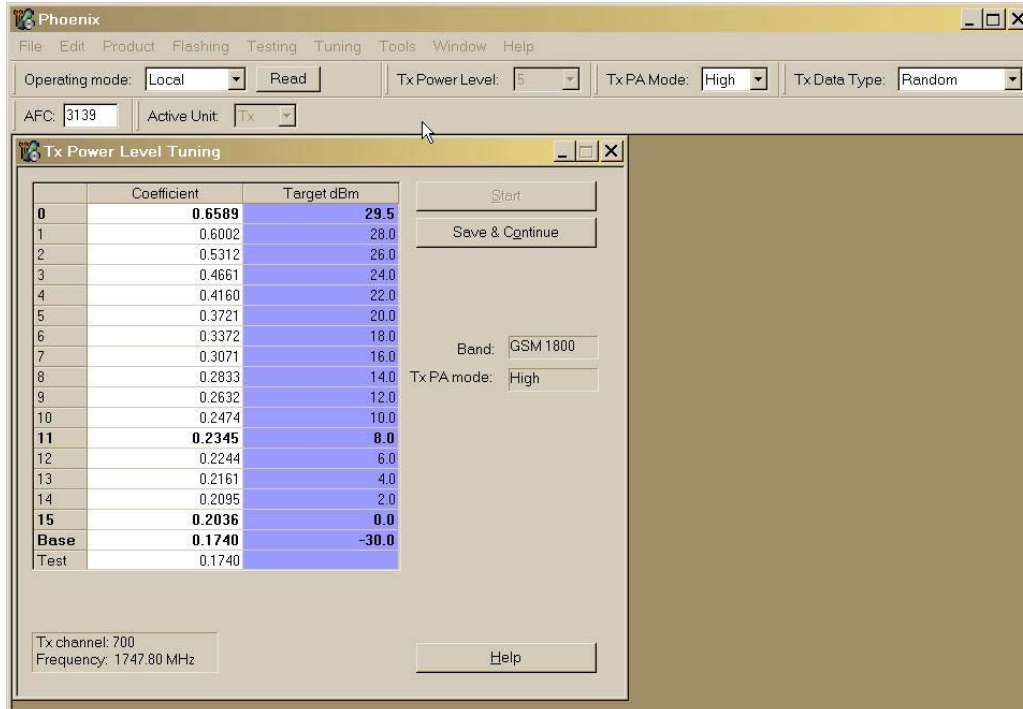 Phoenix
File Edit Product Flashing Testing Tuning Tools Window Help
Operating mode: Local Read Tx Power Level: 5 Tx PA Mode: High Tx Data Type: Random
AFC: 3139 Active Unit: Tx
Tx Power Level Tuning
Coefficient Target dBm
0 0.6589 29.5
1 0.6002 28.0
2 0.5312 26.0
3 0.4661 24.0
4 0.4160 22.0
5 0.3721 20.0
6 0.3372 18.0
7 0.3071 16.0
8 0.2833 14.0
9 0.2632 12.0
10 0.2474 10.0
11 0.2345 8.0
12 0.2244 6.0
13 0.2161 4.0
14 0.2095 2.0
15 0.2036 0.0
Base 0.1740 -30.0
Test 0.1740
Start
Save & Continue
Band: GSM 1800
Tx PA mode: High
Tx channel: 700
Frequency: 1747.80 MHz
Help